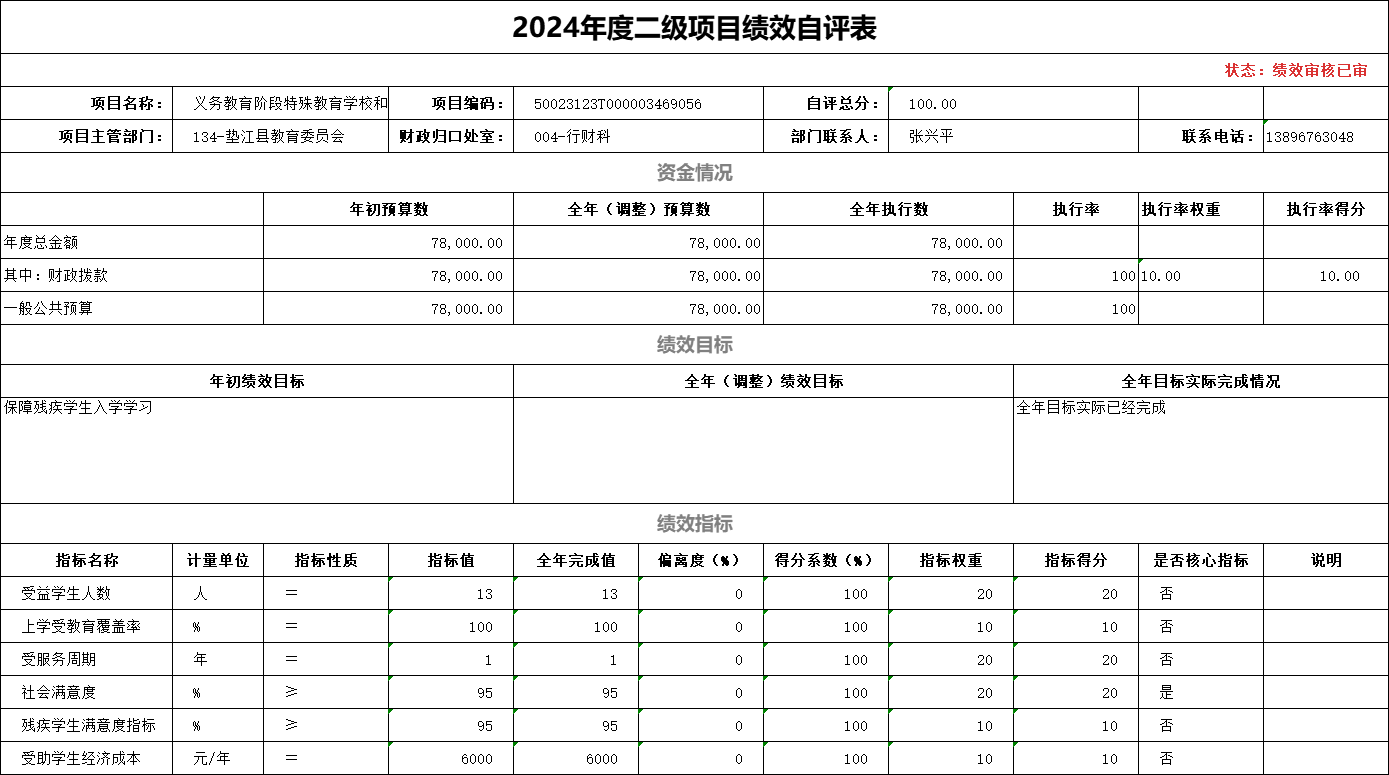 2024年度二级项目绩效自评表
状态：绩效审核已审
项目名称： 义务教育阶段特殊教育学校和 项目编码： 50023123T000003469056 自评总分： 100.00
项目主管部门： 134-垫江县教育委员会 财政归口处室： 004-行财科 部门联系人： 张兴平 联系电话： 13896763048
资金情况
年初预算数 全年（调整）预算数 全年执行数 执行率 执行率权重 执行率得分
年度总金额 78,000.00 78,000.00 78,000.00
其中：财政拨款 78,000.00 78,000.00 78,000.00 100 10.00 10.00
一般公共预算 78,000.00 78,000.00 78,000.00 100
绩效目标
年初绩效目标 全年（调整）绩效目标 全年目标实际完成情况
保障残疾学生入学学习 全年目标实际已经完成
绩效指标
指标名称 计量单位 指标性质 指标值 全年完成值 偏离度（%） 得分系数（%） 指标权重 指标得分 是否核心指标 说明
受益学生人数 人 ＝ 13 13 0 100 20 20 否
上学受教育覆盖率 % ＝ 100 100 0 100 10 10 否
受服务周期 年 ＝ 1 1 0 100 20 20 否
社会满意度 % ≥ 95 95 0 100 20 20 是
残疾学生满意度指标 % ≥ 95 95 0 100 10 10 否
受助学生经济成本 元/年 ＝ 6000 6000 0 100 10 10 否